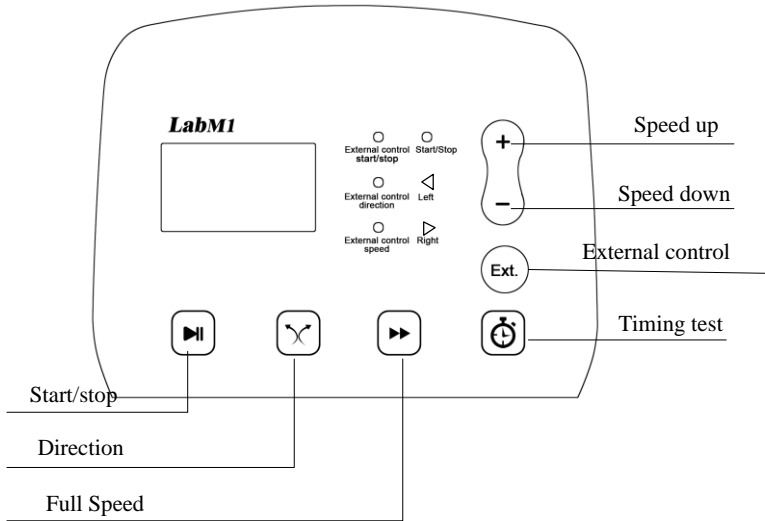 LabM1
External control
start/stop
Start/Stop
External control
direction
Left
External control
speed
Right
+
−
Ext.
Speed up
Speed down
External control
Timing test
Start/stop
Direction
Full Speed